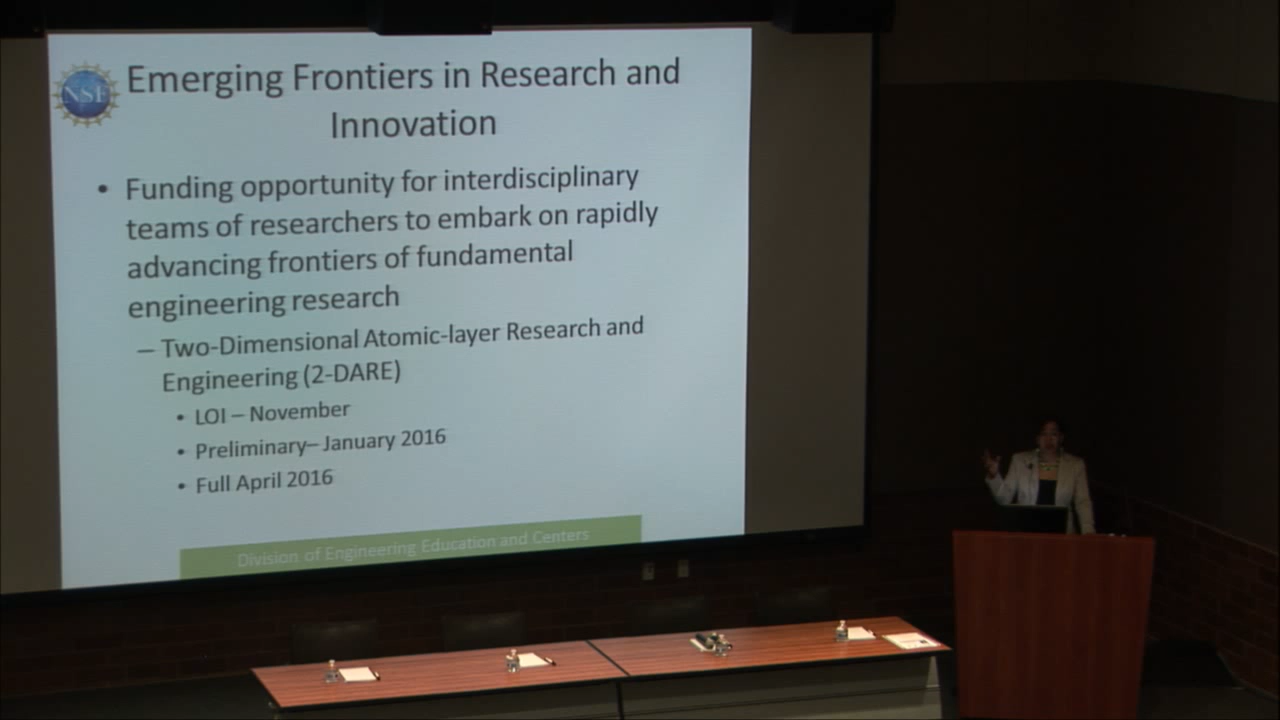 NSF
Emerging Frontiers in Research and
Innovation
• Funding opportunity for interdisciplinary
teams of researchers to embark on rapidly
advancing frontiers of fundamental
engineering research
– Two-Dimensional Atomic-layer Research and
Engineering (2-DARE)
• LOI – November
• Preliminary– January 2016
• Full April 2016
Division of Engineering Education and Centers